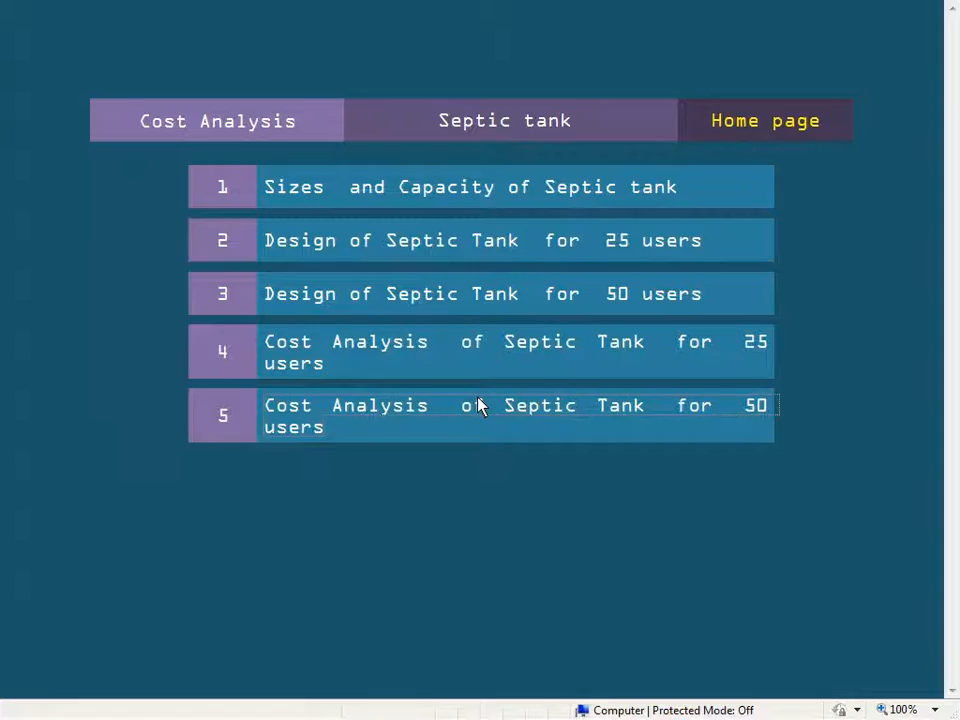 Cost Analysis Septic tank Home page
1 Sizes and Capacity of Septic tank
2 Design of Septic Tank for 25 users
3 Design of Septic Tank for 50 users
4 Cost Analysis of Septic Tank for 25
users
5 Cost Analysis of Septic Tank for 50
users
Computer | Protected Mode: Off 100%